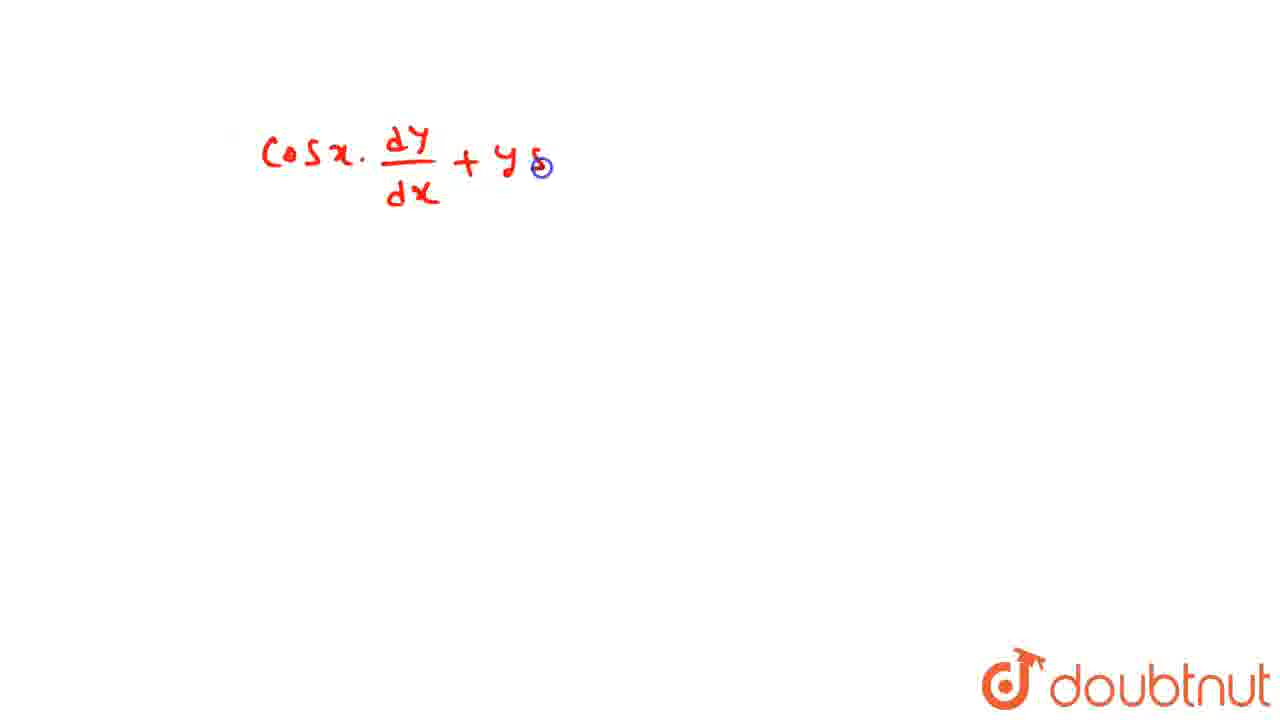 cos x · dy/dx + y s
doubtnut